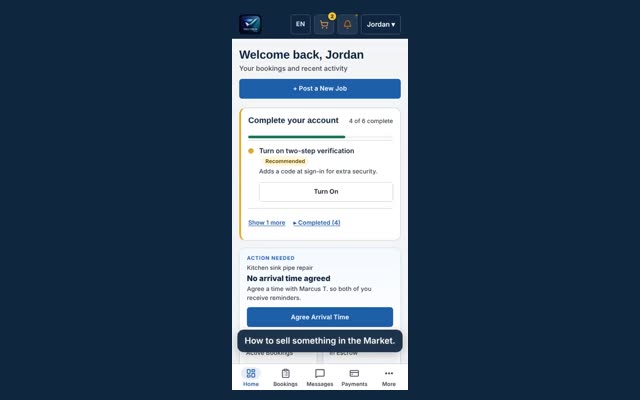 EN
2
Jordan ▾
Welcome back, Jordan
Your bookings and recent activity
+ Post a New Job
Complete your account
4 of 6 complete
Turn on two-step verification
Recommended
Adds a code at sign-in for extra security.
Turn On
Show 1 more
▸ Completed (4)
ACTION NEEDED
Kitchen sink pipe repair
No arrival time agreed
Agree a time with Marcus T. so both of you
receive reminders.
Agree Arrival Time
How to sell something in the Market.
Active Bookings
In Escrow
Home
Bookings
Messages
Payments
More